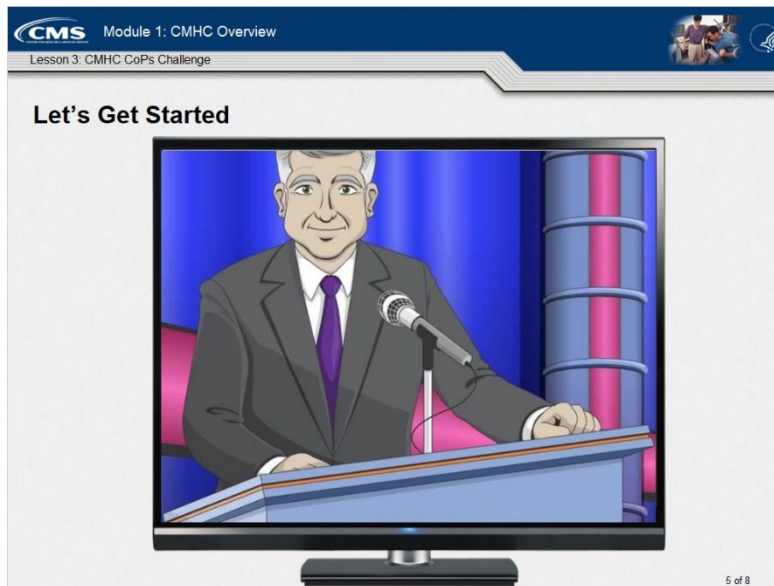 CMS Module 1: CMHC Overview
Lesson 3: CMHC CoPs Challenge
Let's Get Started
5 of 8